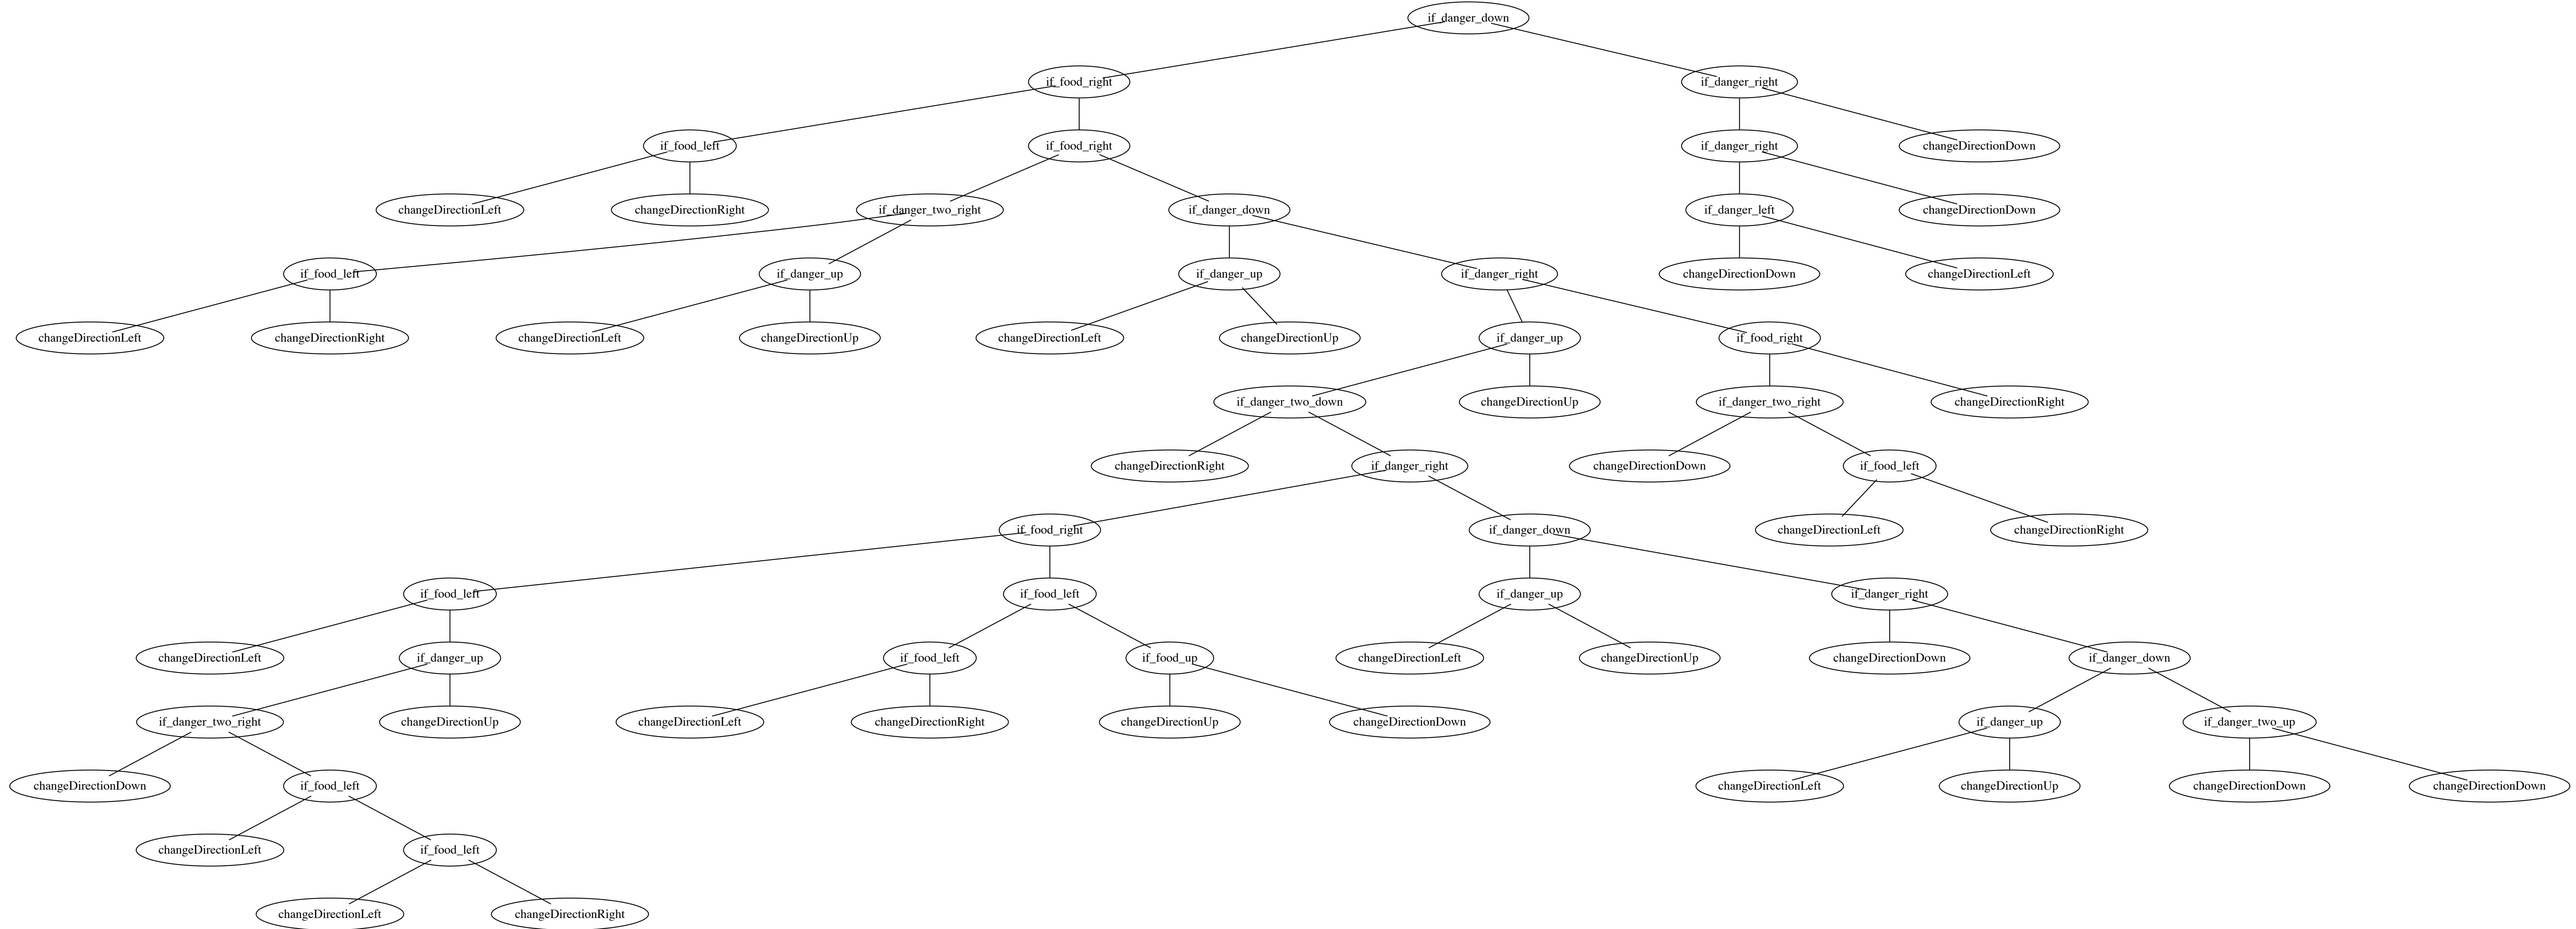 if_danger_down
if_food_right
if_danger_right
if_food_left
if_food_right
if_danger_right
changeDirectionDown
changeDirectionLeft
changeDirectionRight
if_danger_two_right
if_danger_down
if_danger_left
changeDirectionDown
if_food_left
if_danger_up
if_danger_up
if_danger_right
changeDirectionDown
changeDirectionLeft
changeDirectionLeft
changeDirectionRight
changeDirectionLeft
changeDirectionUp
changeDirectionLeft
changeDirectionUp
if_danger_up
if_food_right
if_danger_two_down
changeDirectionUp
if_danger_two_right
changeDirectionRight
changeDirectionRight
if_danger_right
changeDirectionDown
if_food_left
if_food_right
if_danger_down
changeDirectionLeft
changeDirectionRight
if_food_left
if_food_left
if_danger_up
if_danger_right
changeDirectionLeft
if_danger_up
if_food_left
if_food_up
changeDirectionLeft
changeDirectionUp
changeDirectionDown
if_danger_down
if_danger_two_right
changeDirectionUp
changeDirectionLeft
changeDirectionRight
changeDirectionUp
changeDirectionDown
if_danger_up
if_danger_two_up
changeDirectionDown
if_food_left
changeDirectionLeft
changeDirectionUp
changeDirectionDown
changeDirectionDown
changeDirectionLeft
if_food_left
changeDirectionLeft
changeDirectionRight